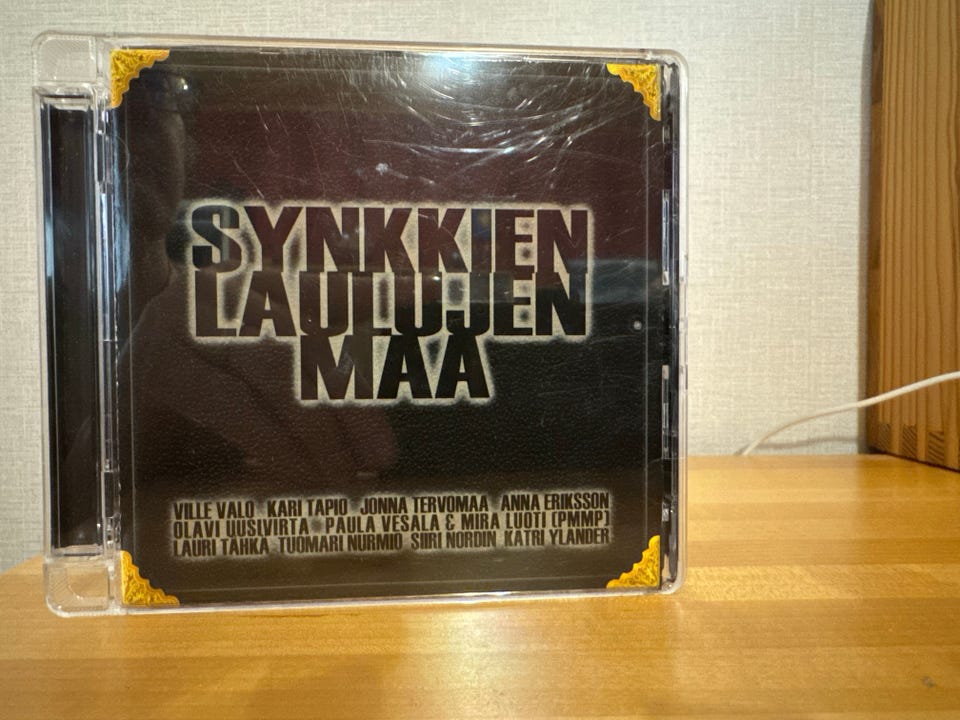 SYNKKIEN
LAULUJEN
MAA
VILLE VALO KARI TAPIO JONNA TERVOMAA ANNA ERIKSSON
OLAVI UUSIVIRTA PAULA VESALA & MIRA LUOTI (PMMP)
LAURI TÄHKÄ TUOMARI NURMIO SIIRI NORDIN KATRI YLANDER